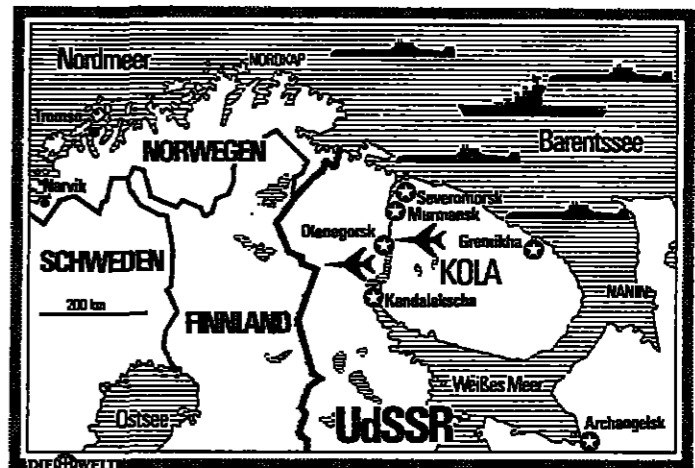 Nordmeer
NORDKAP
Tromsø
Barentssee
NORWEGEN
Narvik
Severomorsk
Murmansk
Olenegorsk
Gremikha
SCHWEDEN
KOLA
NANIN
200 km
Kandalakscha
FINNLAND
Weißes Meer
Ostsee
UdSSR
Archangelsk
DIE WELT